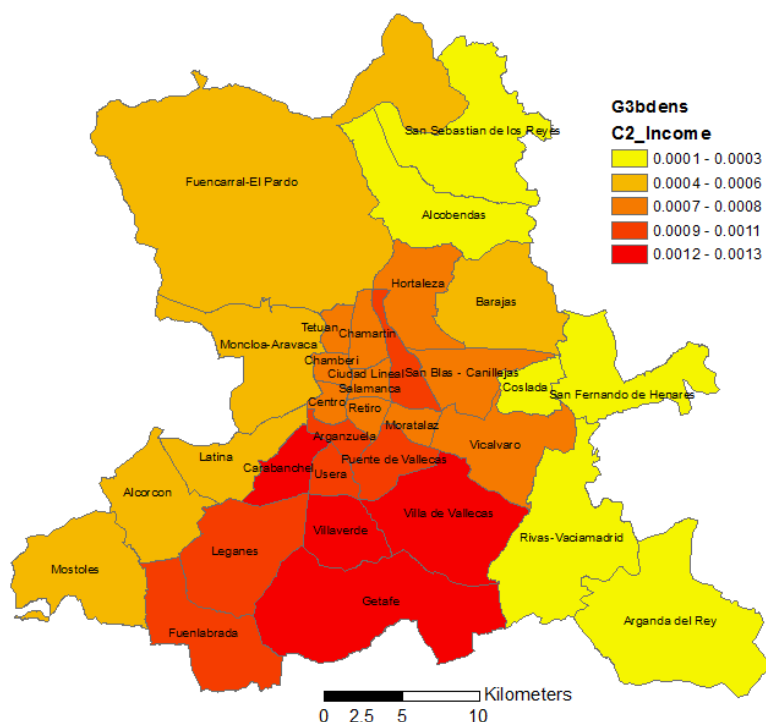 G3bdens
C2_Income
0.0001 - 0.0003
0.0004 - 0.0006
0.0007 - 0.0008
0.0009 - 0.0011
0.0012 - 0.0013
San Sebastian de los Reyes
Fuencarral-El Pardo
Alcobendas
Hortaleza
Barajas
Tetuan
Chamartin
Moncloa-Aravaca
Chamberi
Ciudad Lineal
San Blas - Canillejas
Salamanca
Coslada
San Fernando de Henares
Centro
Retiro
Moratalaz
Arganzuela
Vicalvaro
Latina
Puente de Vallecas
Carabanchel
Usera
Alcorcon
Villa de Vallecas
Villaverde
Rivas-Vaciamadrid
Leganes
Mostoles
Getafe
Arganda del Rey
Fuenlabrada
Kilometers
0 2.5 5 10